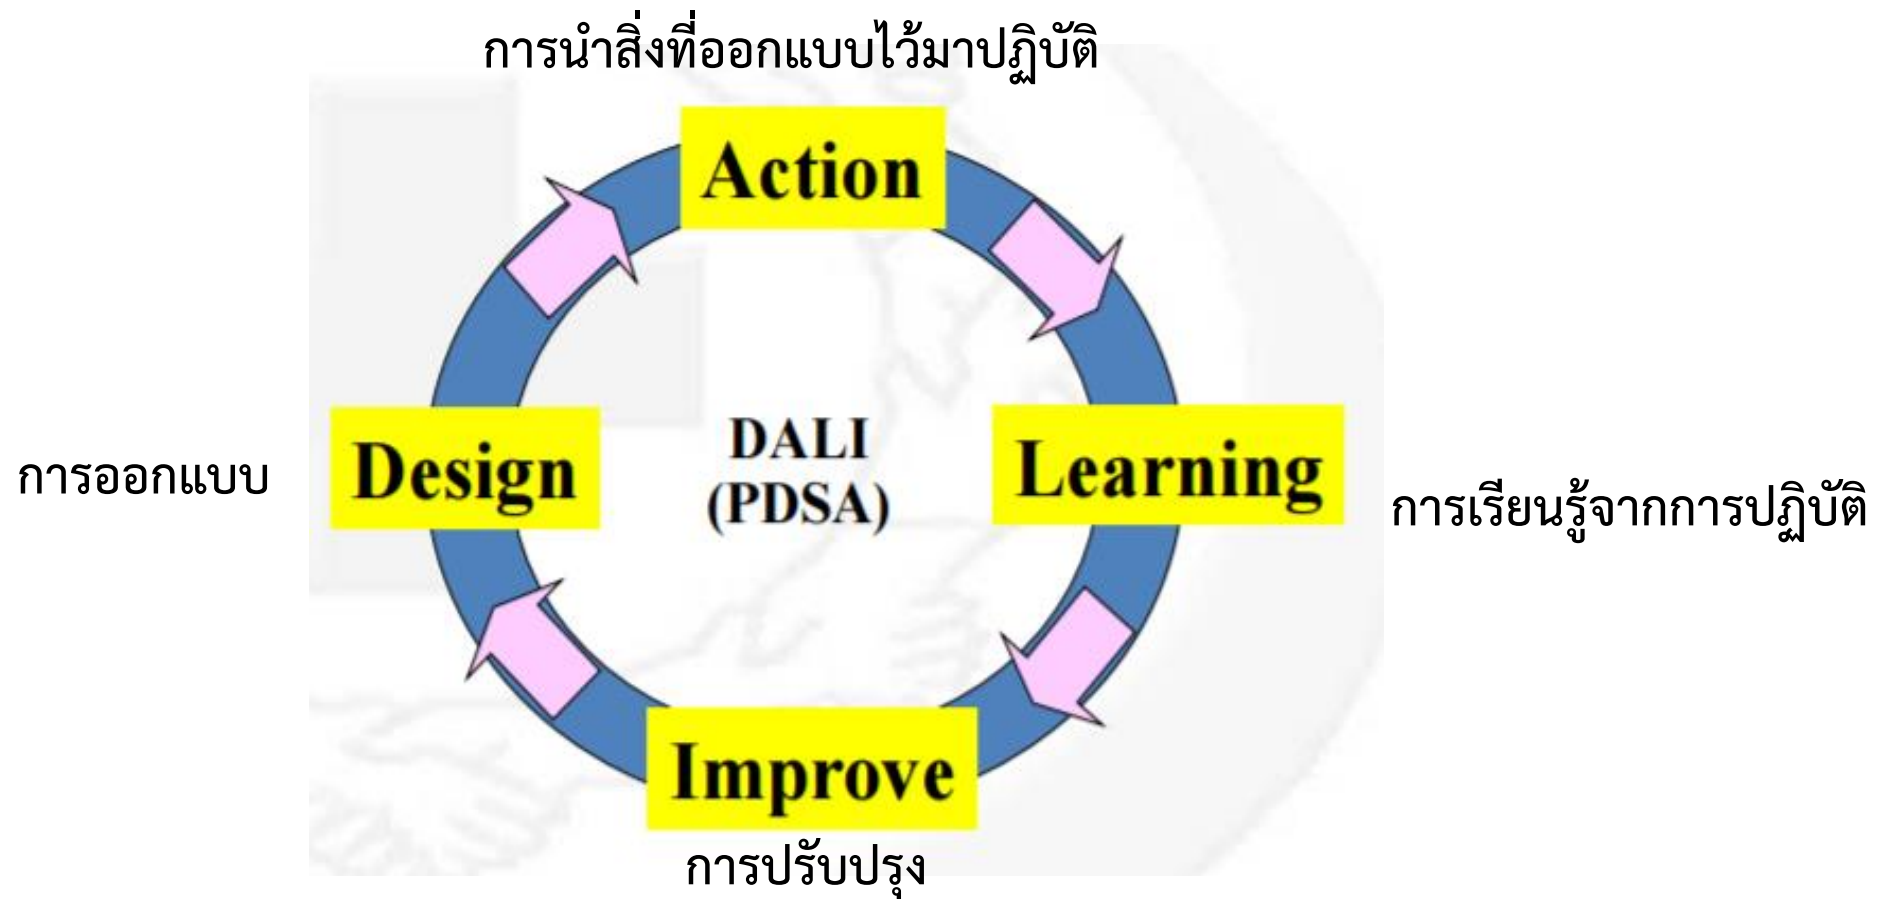 การนำสิ่งที่ออกแบบไว้มาปฏิบัติ
Action
การออกแบบ
Design
DALI
(PDSA)
Learning
การเรียนรู้จากการปฏิบัติ
Improve
การปรับปรุง